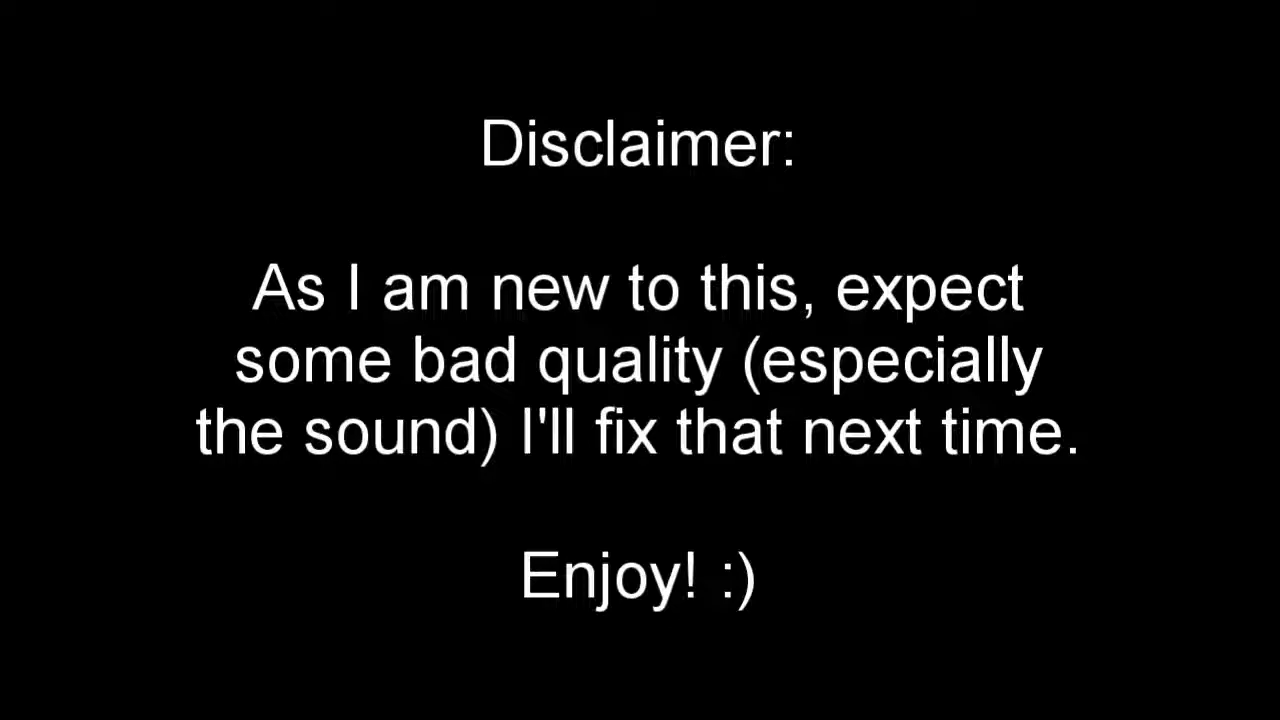 Disclaimer:
As I am new to this, expect
some bad quality (especially
the sound) I'll fix that next time.
Enjoy! :)